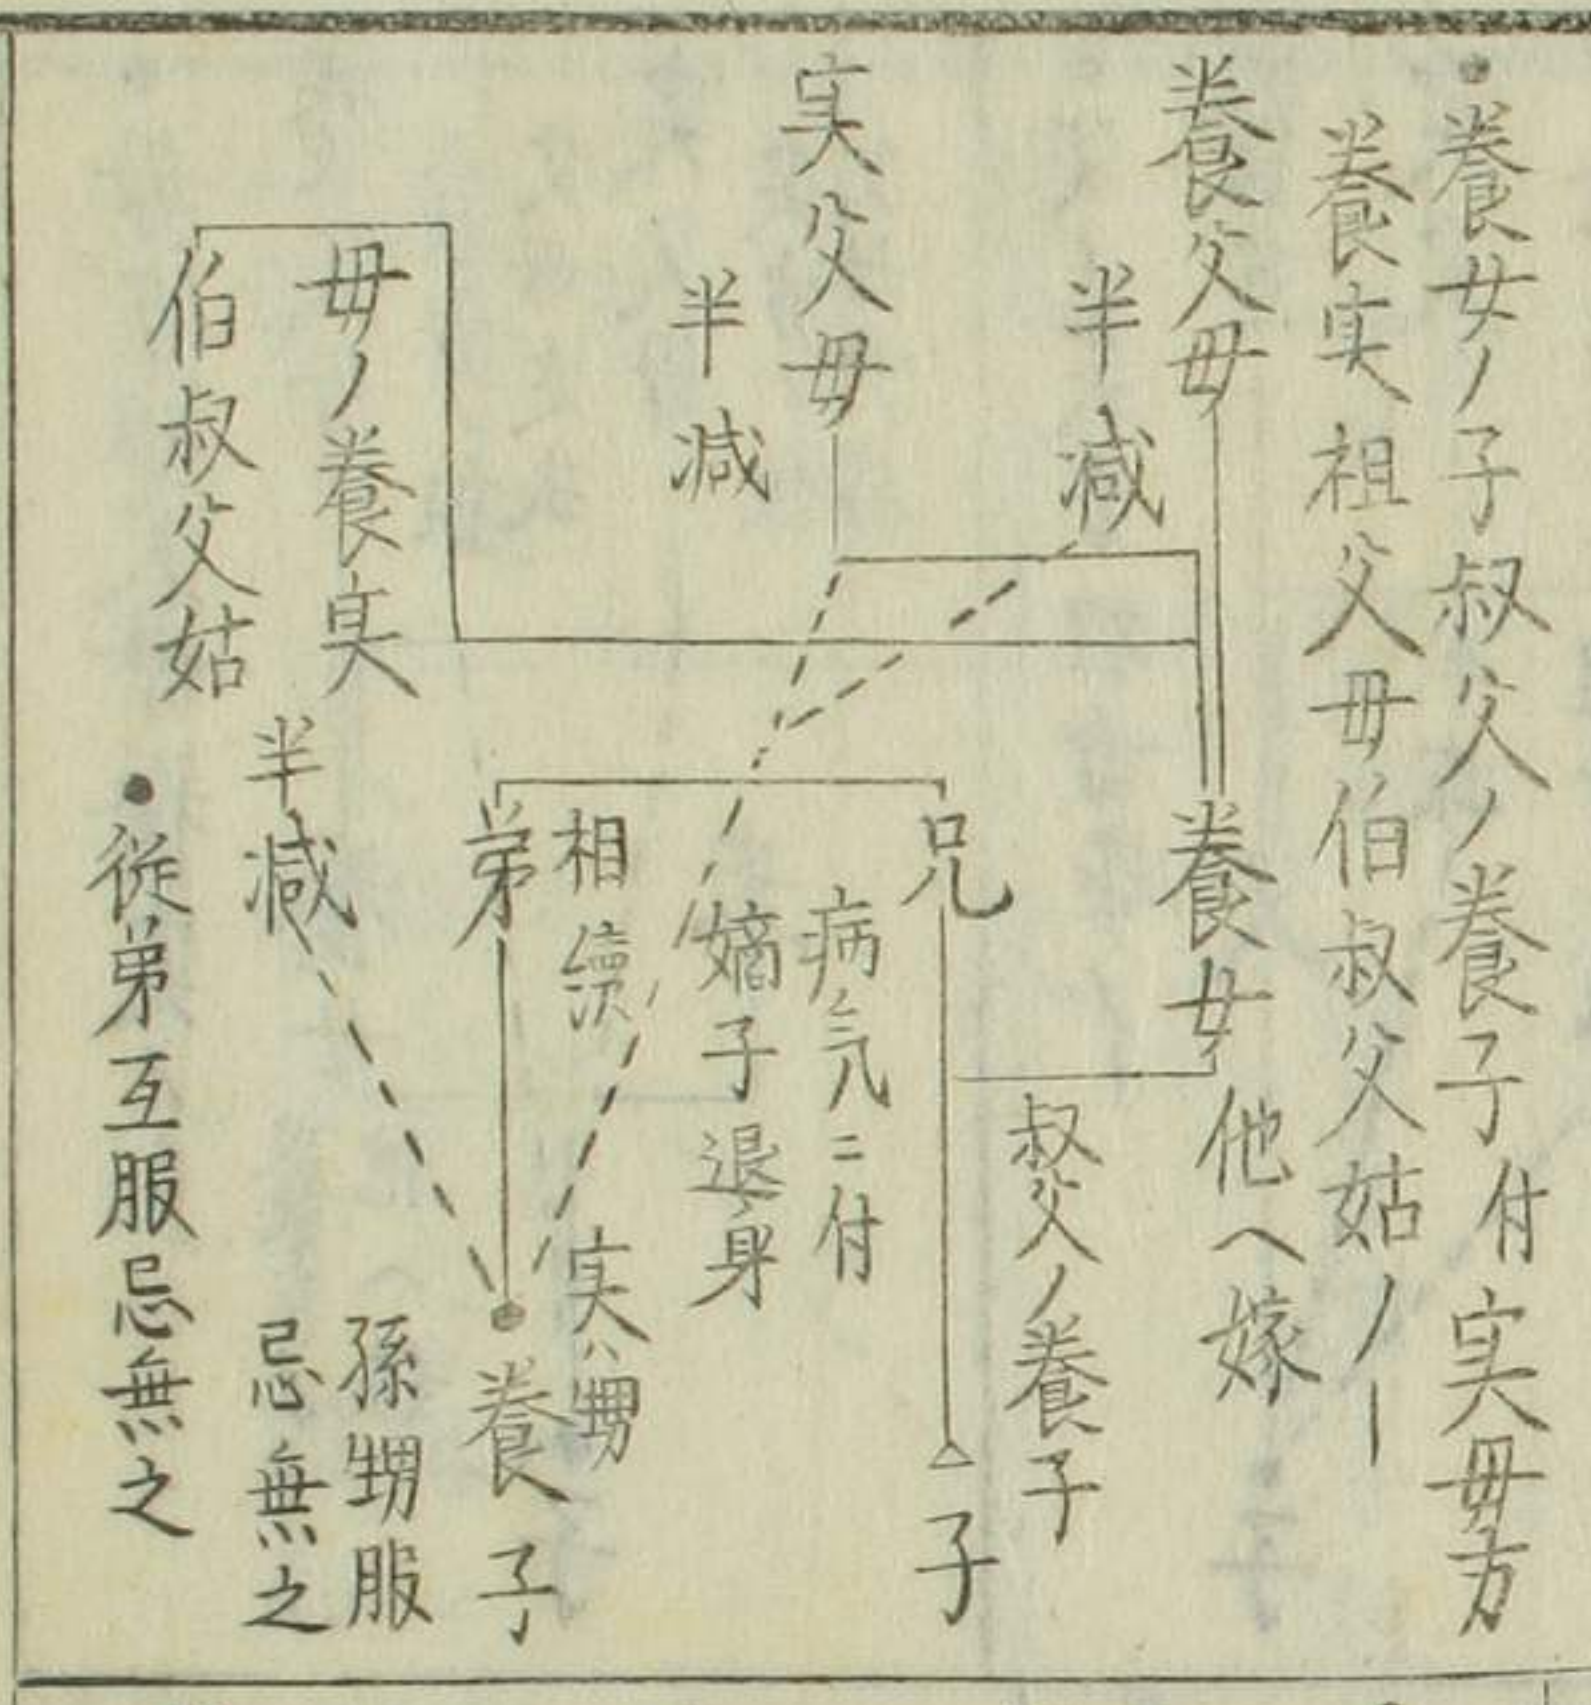 •養女ノ子叔父ノ養子付実母方
養実祖父母伯叔父姑ノー
養父母
半減
実父母
半減
母ノ養実
伯叔父姑
半減
養女
他へ嫁
叔父ノ養子
兄
病気ニ付
嫡子退身
子
相續
弟
実ハ甥
養子
孫甥服
忌無之
•従弟互服忌無之